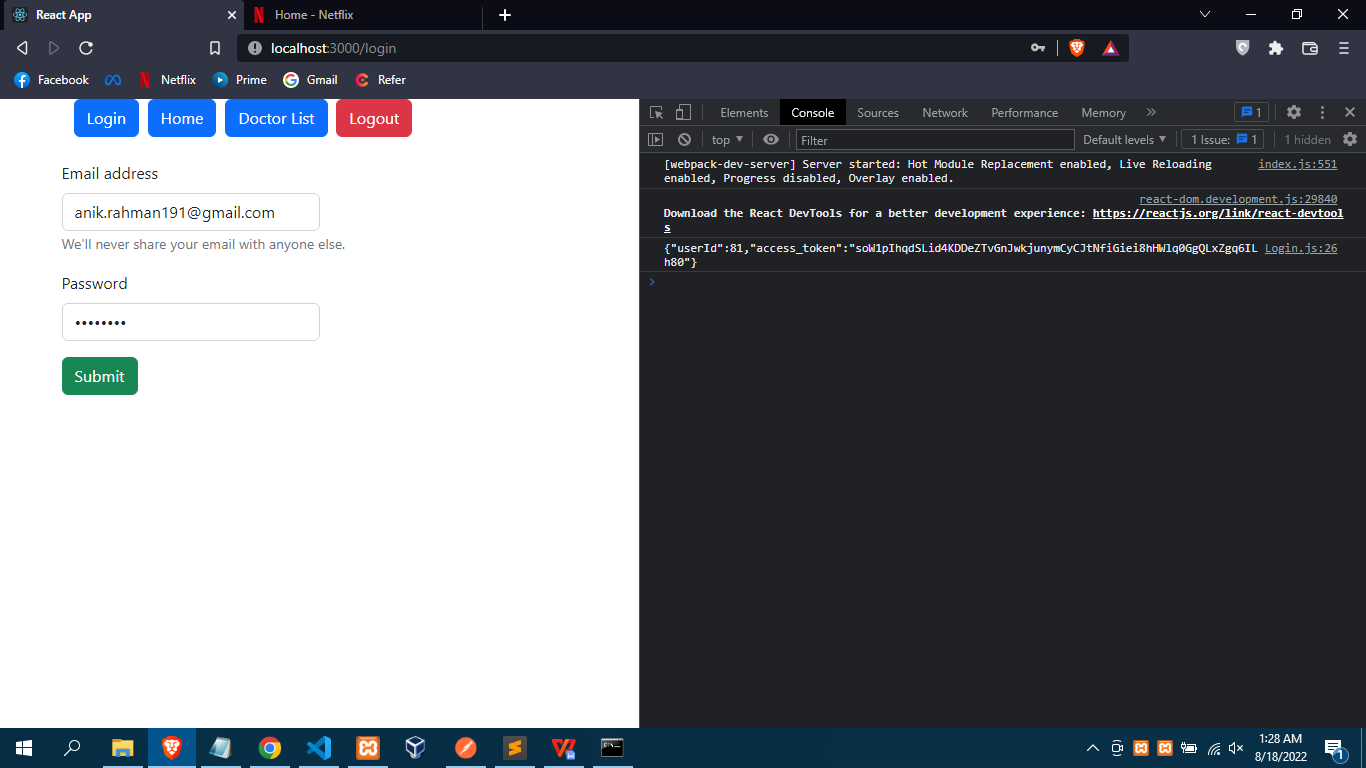 React App
Home - Netflix
localhost:3000/login
Facebook
Netflix
Prime
Gmail
Refer
Login
Home
Doctor List
Logout
Email address
anik.rahman191@gmail.com
We'll never share your email with anyone else.
Password
Submit
Elements
Console
Sources
Network
Performance
Memory
1
top
Filter
Default levels
1 Issue:
1
1 hidden
[webpack-dev-server] Server started: Hot Module Replacement enabled, Live Reloading
index.js:551
enabled, Progress disabled, Overlay enabled.
react-dom.development.js:29840
Download the React DevTools for a better development experience: https://reactjs.org/link/react-devtool
s
{"userId":81,"access_token":"soW1pIhqdSLid4KDDeZTvGnJwkjunymCyCJtNfiGiei8hHWlq0GgQLxZgq6IL
Login.js:26
h80"}
1:28 AM
8/18/2022
1